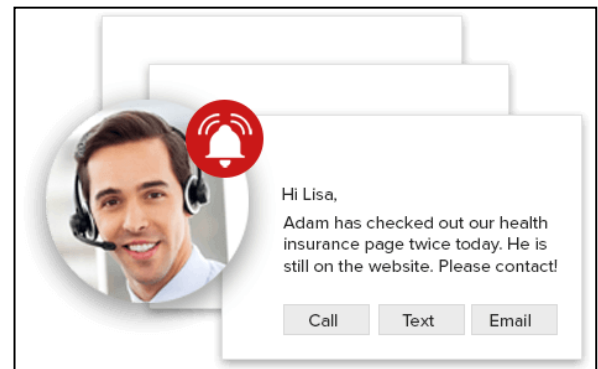 Hi Lisa,
Adam has checked out our health
insurance page twice today. He is
still on the website. Please contact!
Call Text Email